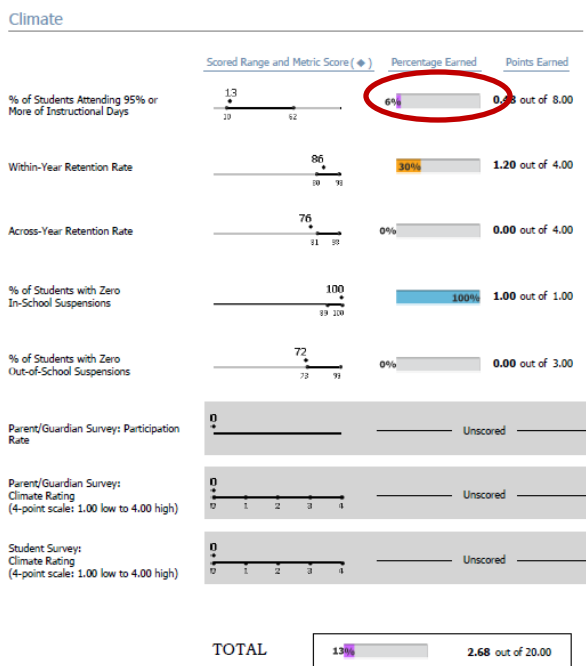 Climate
Scored Range and Metric Score (◆) Percentage Earned Points Earned
% of Students Attending 95% or
More of Instructional Days
13
10 62
6%
0.48 out of 8.00
Within-Year Retention Rate
86
80 98
30%
1.20 out of 4.00
Across-Year Retention Rate
76
81 98
0%
0.00 out of 4.00
% of Students with Zero
In-School Suspensions
100
89 100
100%
1.00 out of 1.00
% of Students with Zero
Out-of-School Suspensions
72
73 99
0%
0.00 out of 3.00
Parent/Guardian Survey: Participation
Rate
0
Unscored
Parent/Guardian Survey:
Climate Rating
(4-point scale: 1.00 low to 4.00 high)
0
0 1 2 3 4
Unscored
Student Survey:
Climate Rating
(4-point scale: 1.00 low to 4.00 high)
0
0 1 2 3 4
Unscored
TOTAL 13% 2.68 out of 20.00